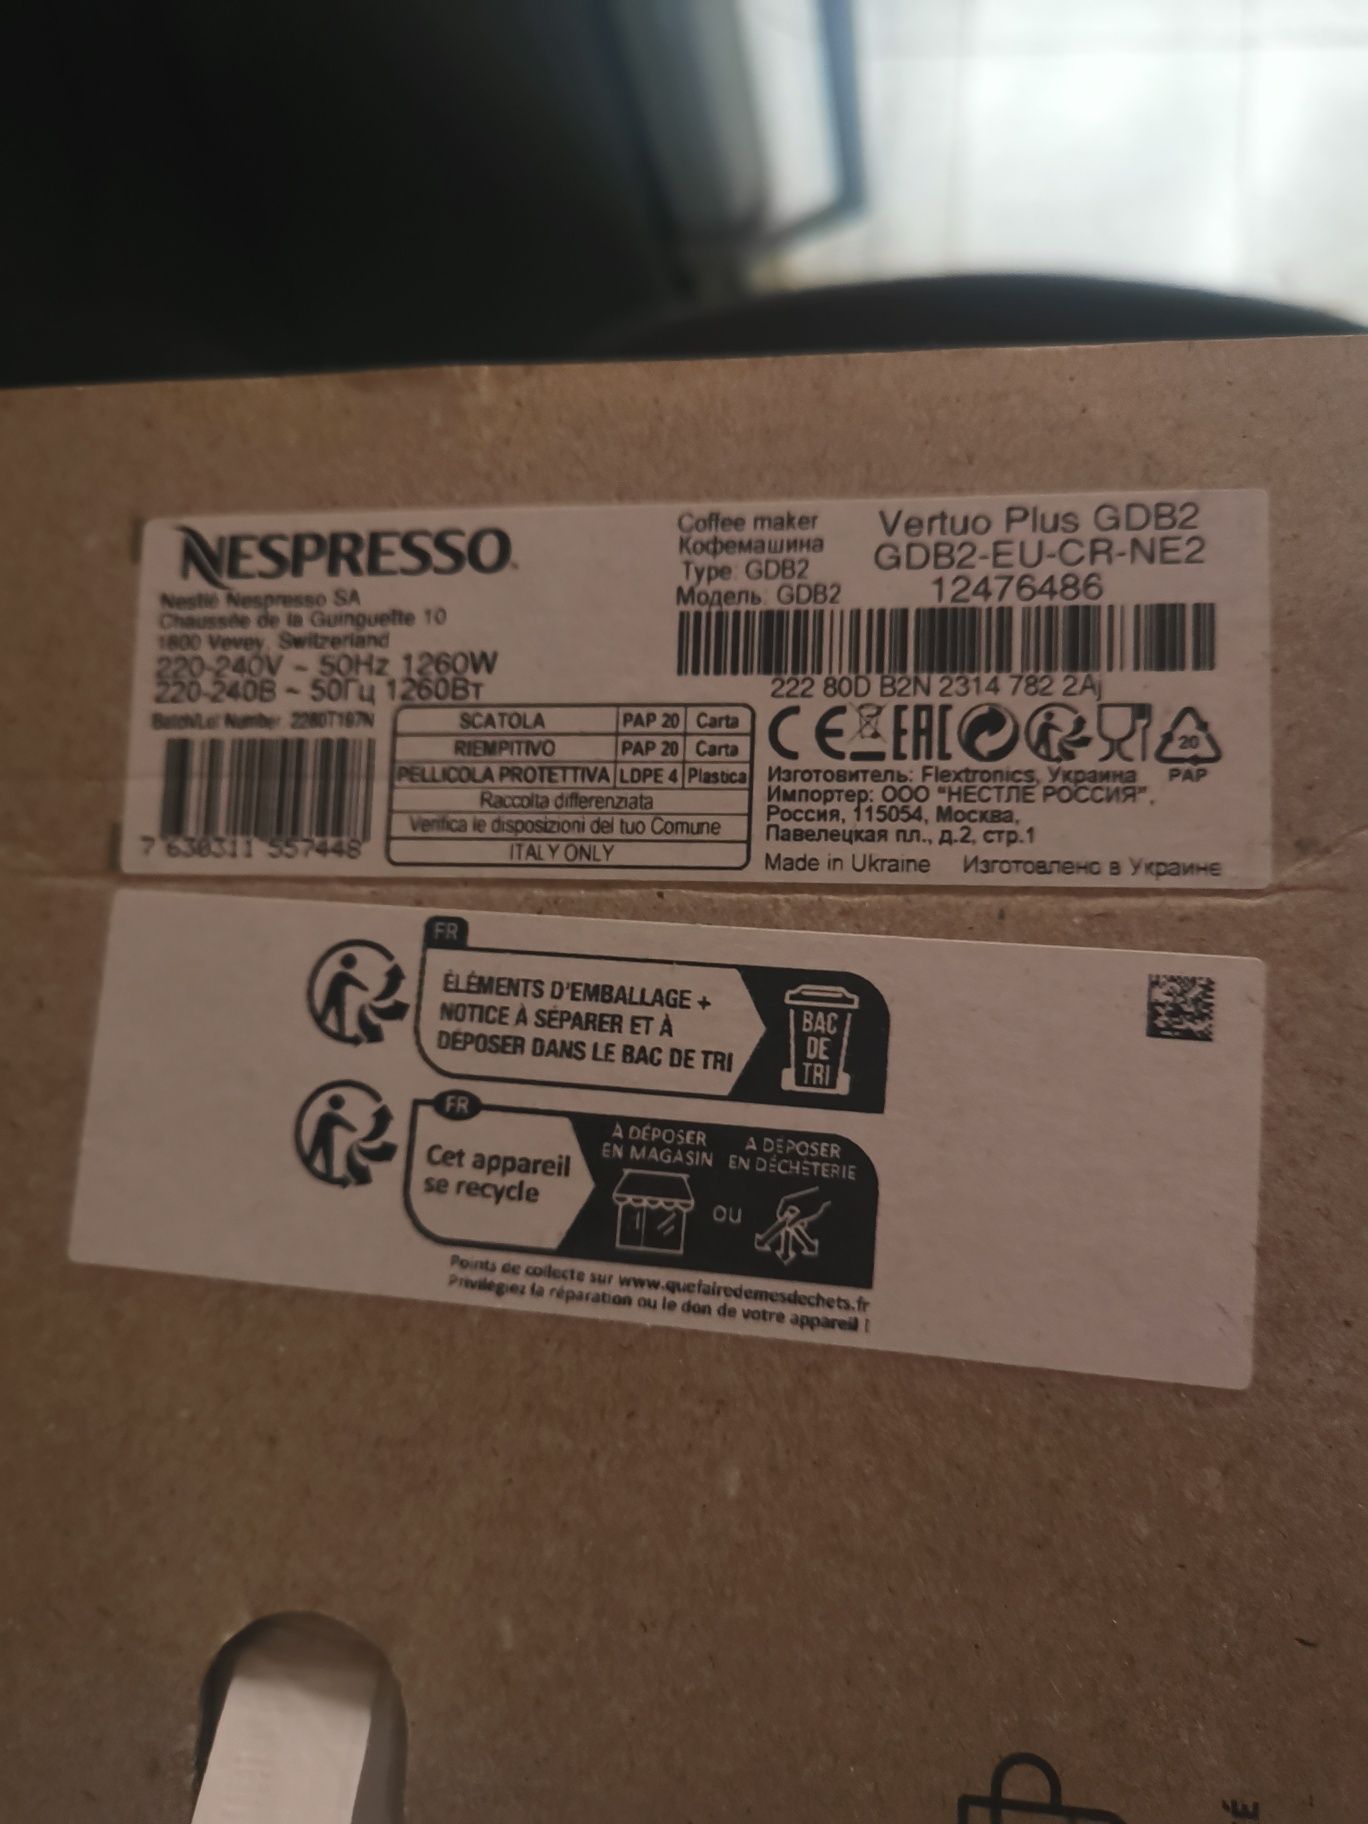 NESPRESSO
Nestlé Nespresso SA
Chaussée de la Guinguette 10
1800 Vevey, Switzerland
220-240V ~ 50Hz 1260W
220-240В ~ 50Гц 1260Вт
Batch/Lot Number: 2280T197N
7 630311 557448
SCATOLA PAP 20 Carta
RIEMPITIVO PAP 20 Carta
PELLICOLA PROTETTIVA LDPE 4 Plastica
Raccolta differenziata
Verifica le disposizioni del tuo Comune
ITALY ONLY
Coffee maker
Кофемашина
Type: GDB2
Модель: GDB2
Vertuo Plus GDB2
GDB2-EU-CR-NE2
12476486
222 80D B2N 2314 782 2Aj
CE EAC 20
PAP
Изготовитель: Flextronics, Украина
Импортер: ООО "НЕСТЛЕ РОССИЯ",
Россия, 115054, Москва,
Павелецкая пл., д.2, стр.1
Made in Ukraine Изготовлено в Украине
FR
ÉLÉMENTS D'EMBALLAGE +
NOTICE À SÉPARER ET À
DÉPOSER DANS LE BAC DE TRI
BAC
DE
TRI
FR
Cet appareil
se recycle
À DÉPOSER
EN MAGASIN
OU
À DÉPOSER
EN DÉCHÈTERIE
Points de collecte sur www.quefairedemesdechets.fr
Privilégiez la réparation ou le don de votre appareil !